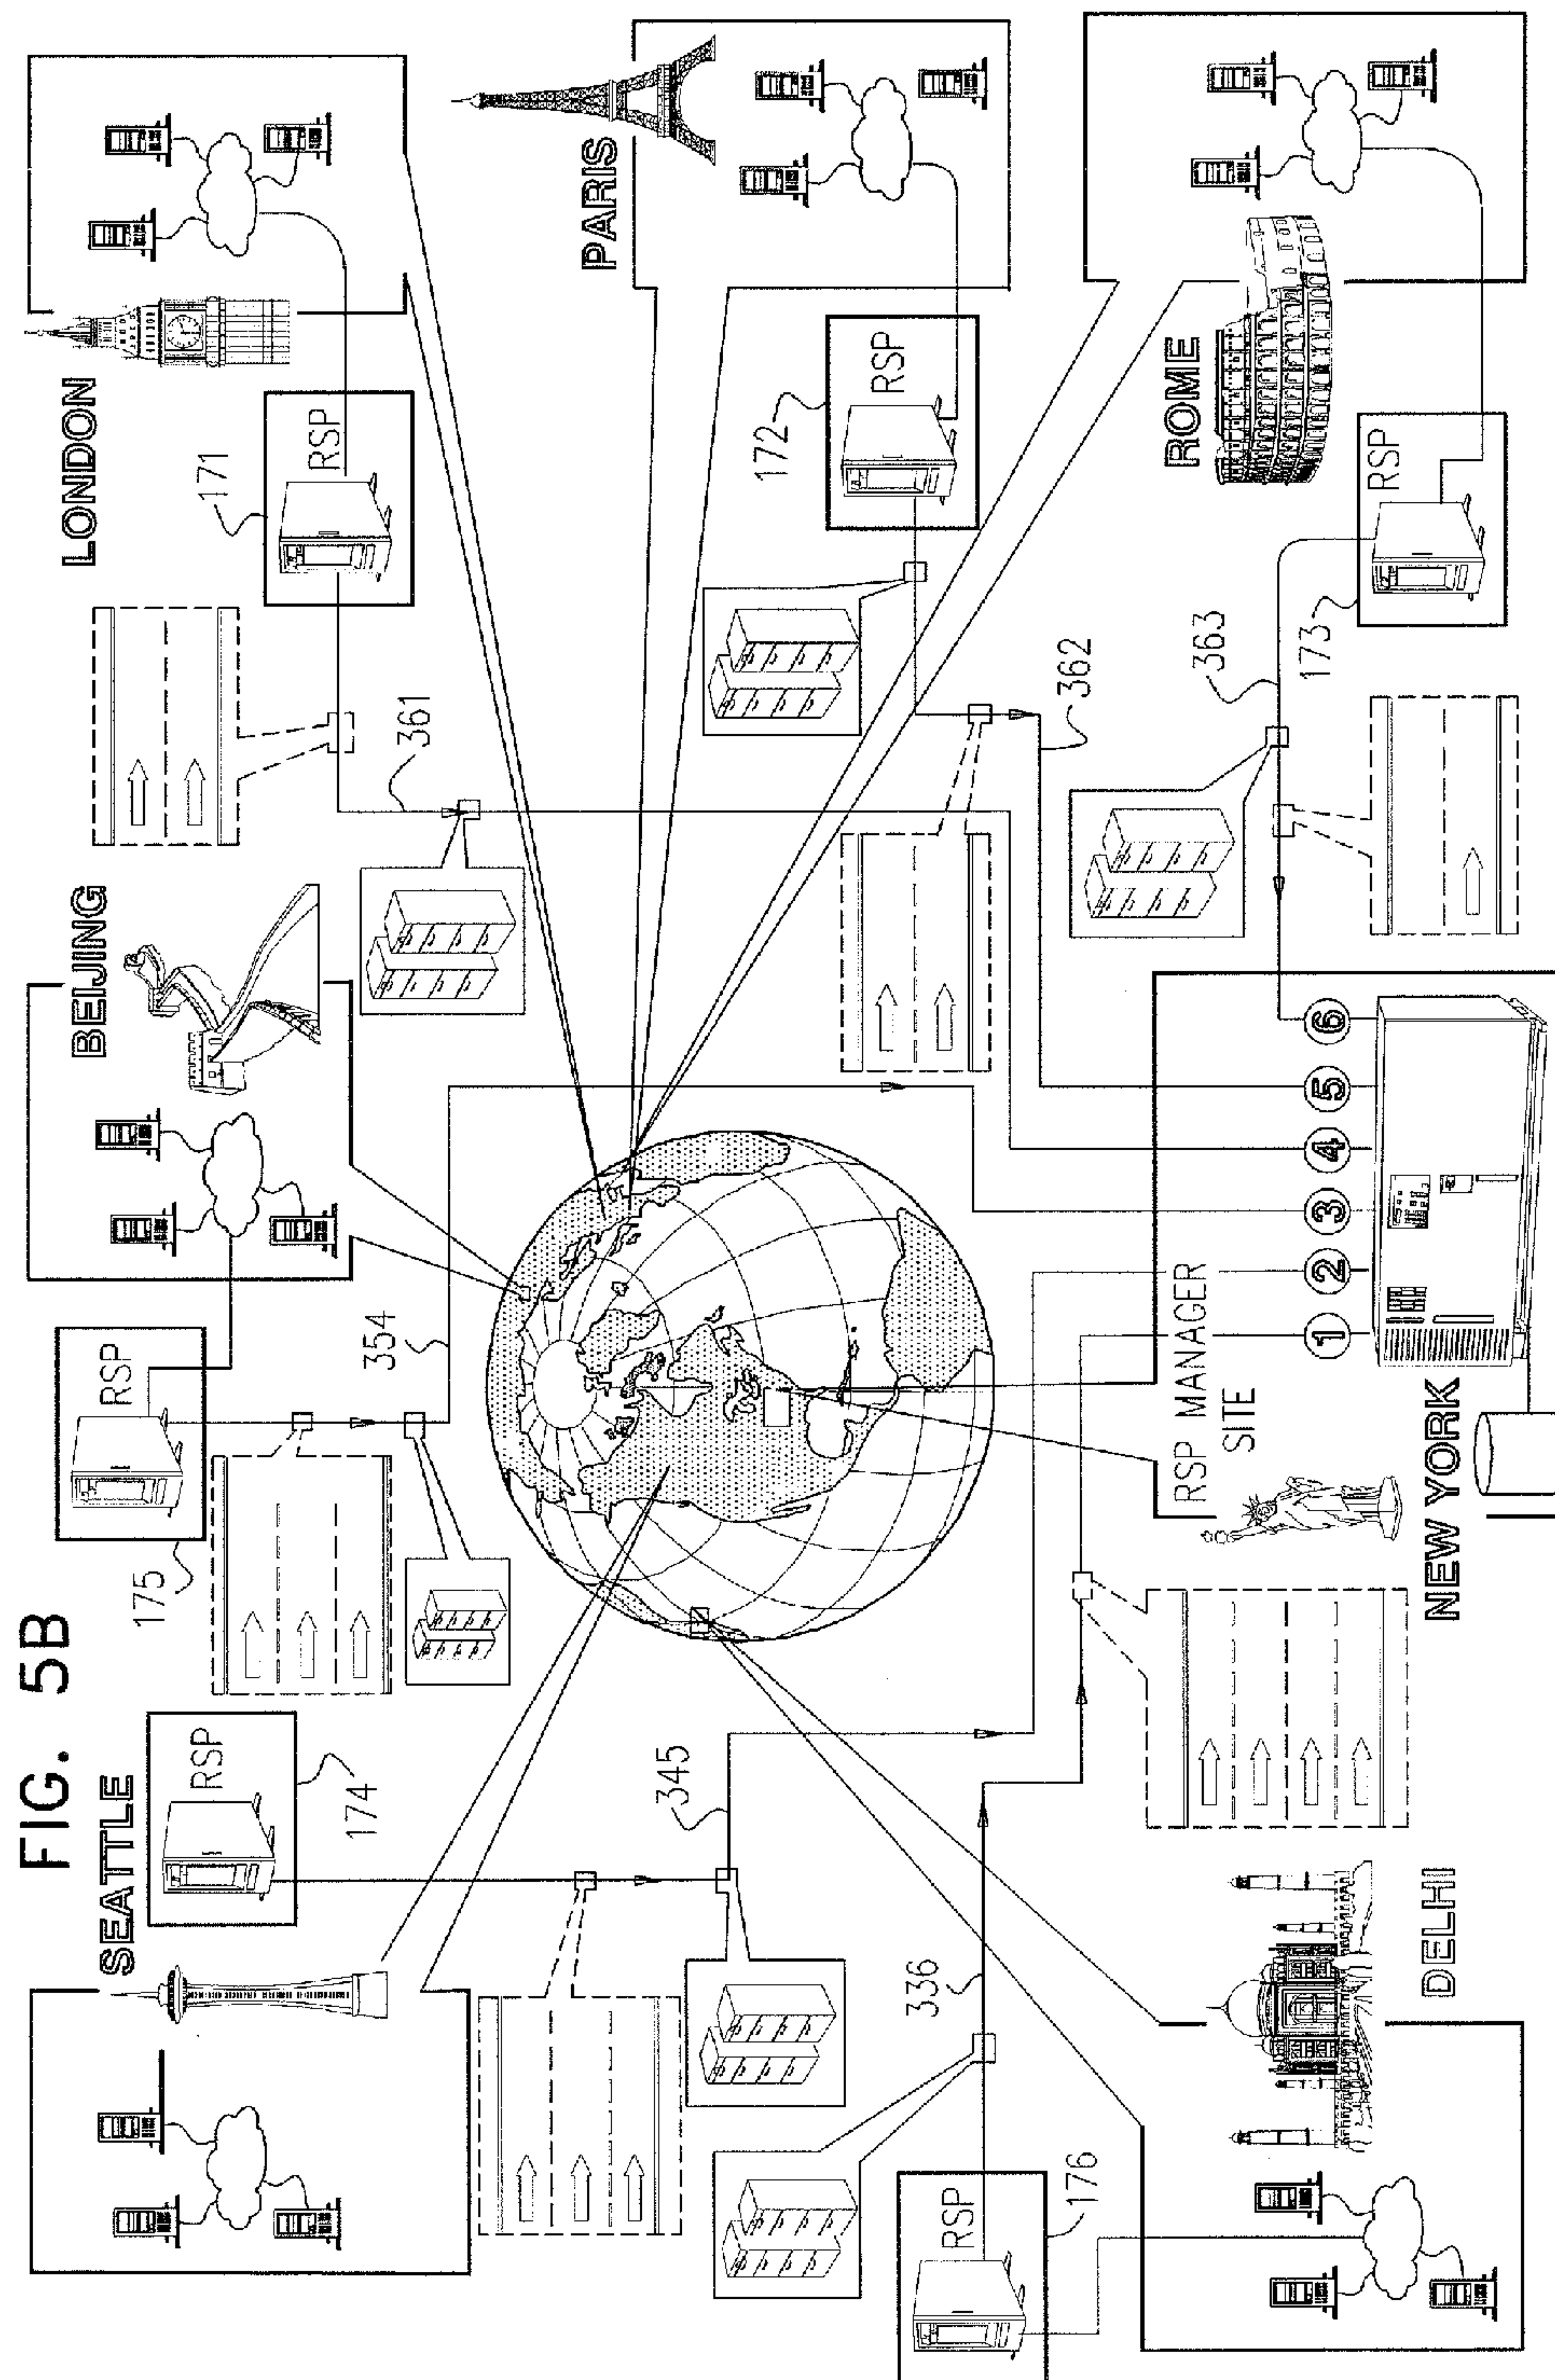 FIG. 5B
SEATTLE
RSP
174
345
175
RSP
354
BEIJING
LONDON
171
RSP
361
PARIS
172
RSP
362
ROME
363
173
RSP
336
176
RSP
DELHI
RSP MANAGER
SITE
NEW YORK
1
2
3
4
5
6